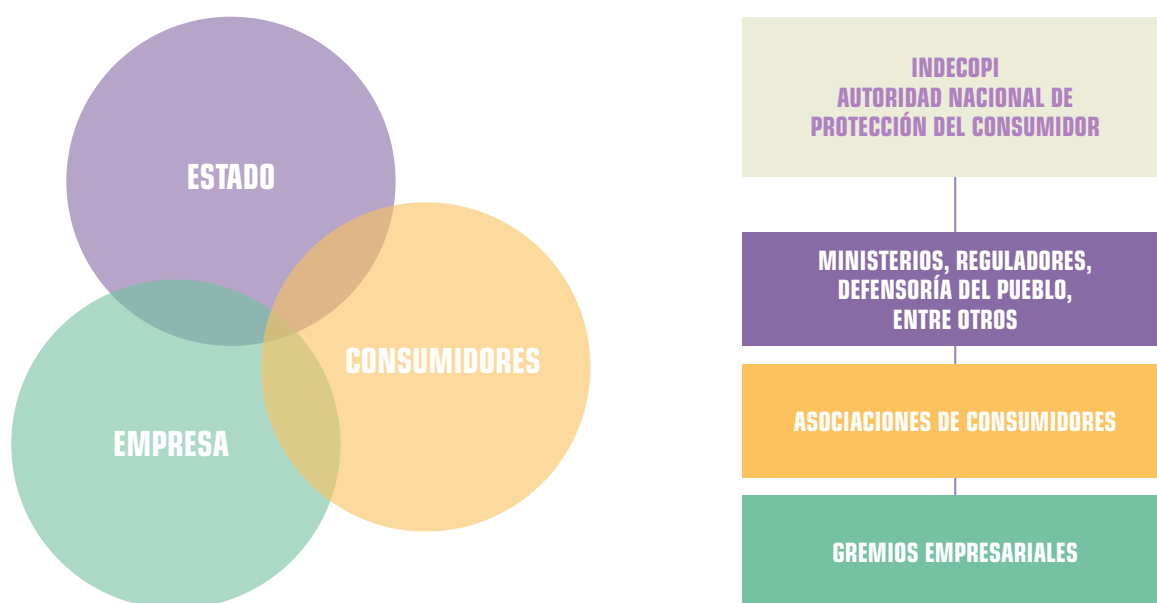 ESTADO
CONSUMIDORES
EMPRESA
INDECOPI
AUTORIDAD NACIONAL DE
PROTECCIÓN DEL CONSUMIDOR
MINISTERIOS, REGULADORES,
DEFENSORÍA DEL PUEBLO,
ENTRE OTROS
ASOCIACIONES DE CONSUMIDORES
GREMIOS EMPRESARIALES